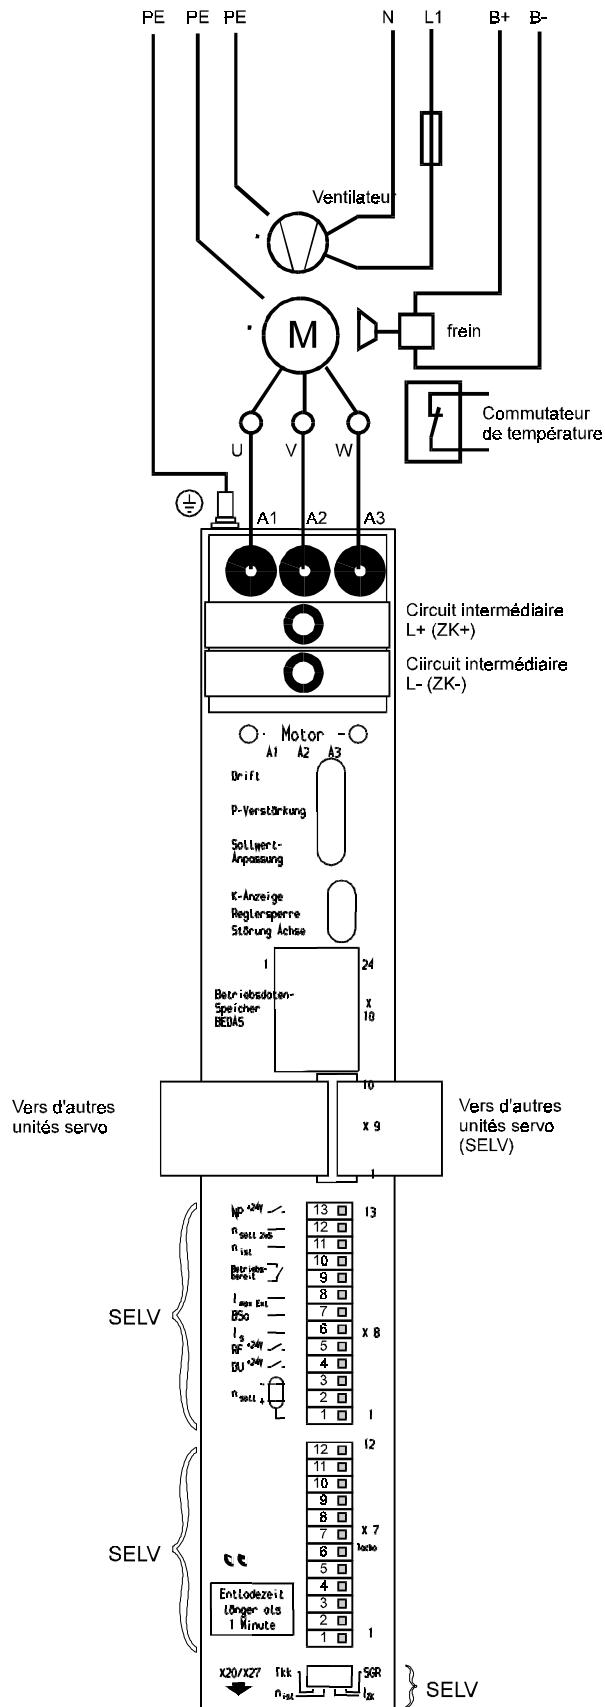 PE PE PE N L1 B+ B-
Ventilateur
M
frein
Commutateur
de température
U V W
A1 A2 A3
Circuit intermédiaire
L+ (ZK+)
Ciircuit intermédiaire
L- (ZK-)
Motor
A1 A2 A3
Drift
P-Verstärkung
Sollwert-
Anpassung
K-Anzeige
Reglersperre
Störung Achse
1 24
Betriebsdaten-
Speicher
BEDAS
X
10
10
Vers d'autres
unités servo
X 9
Vers d'autres
unités servo
(SELV)
1
WP +24V 13 13
n soll 2x5 12
n ist 11
10
Betriebs-
bereit 9
I max Ext 8
BSo 7
SELV
I s 6 X 8
RF +24V 5
DU +24V 4
- 3
n soll + 2
1 1
12 12
11
10
9
8
7 X 7
SELV
6 Tacho
5
4
3
2
1 1
Entladezeit
länger als
1 Minute
X20/X27 Tkk SGR
n ist I ZK
SELV